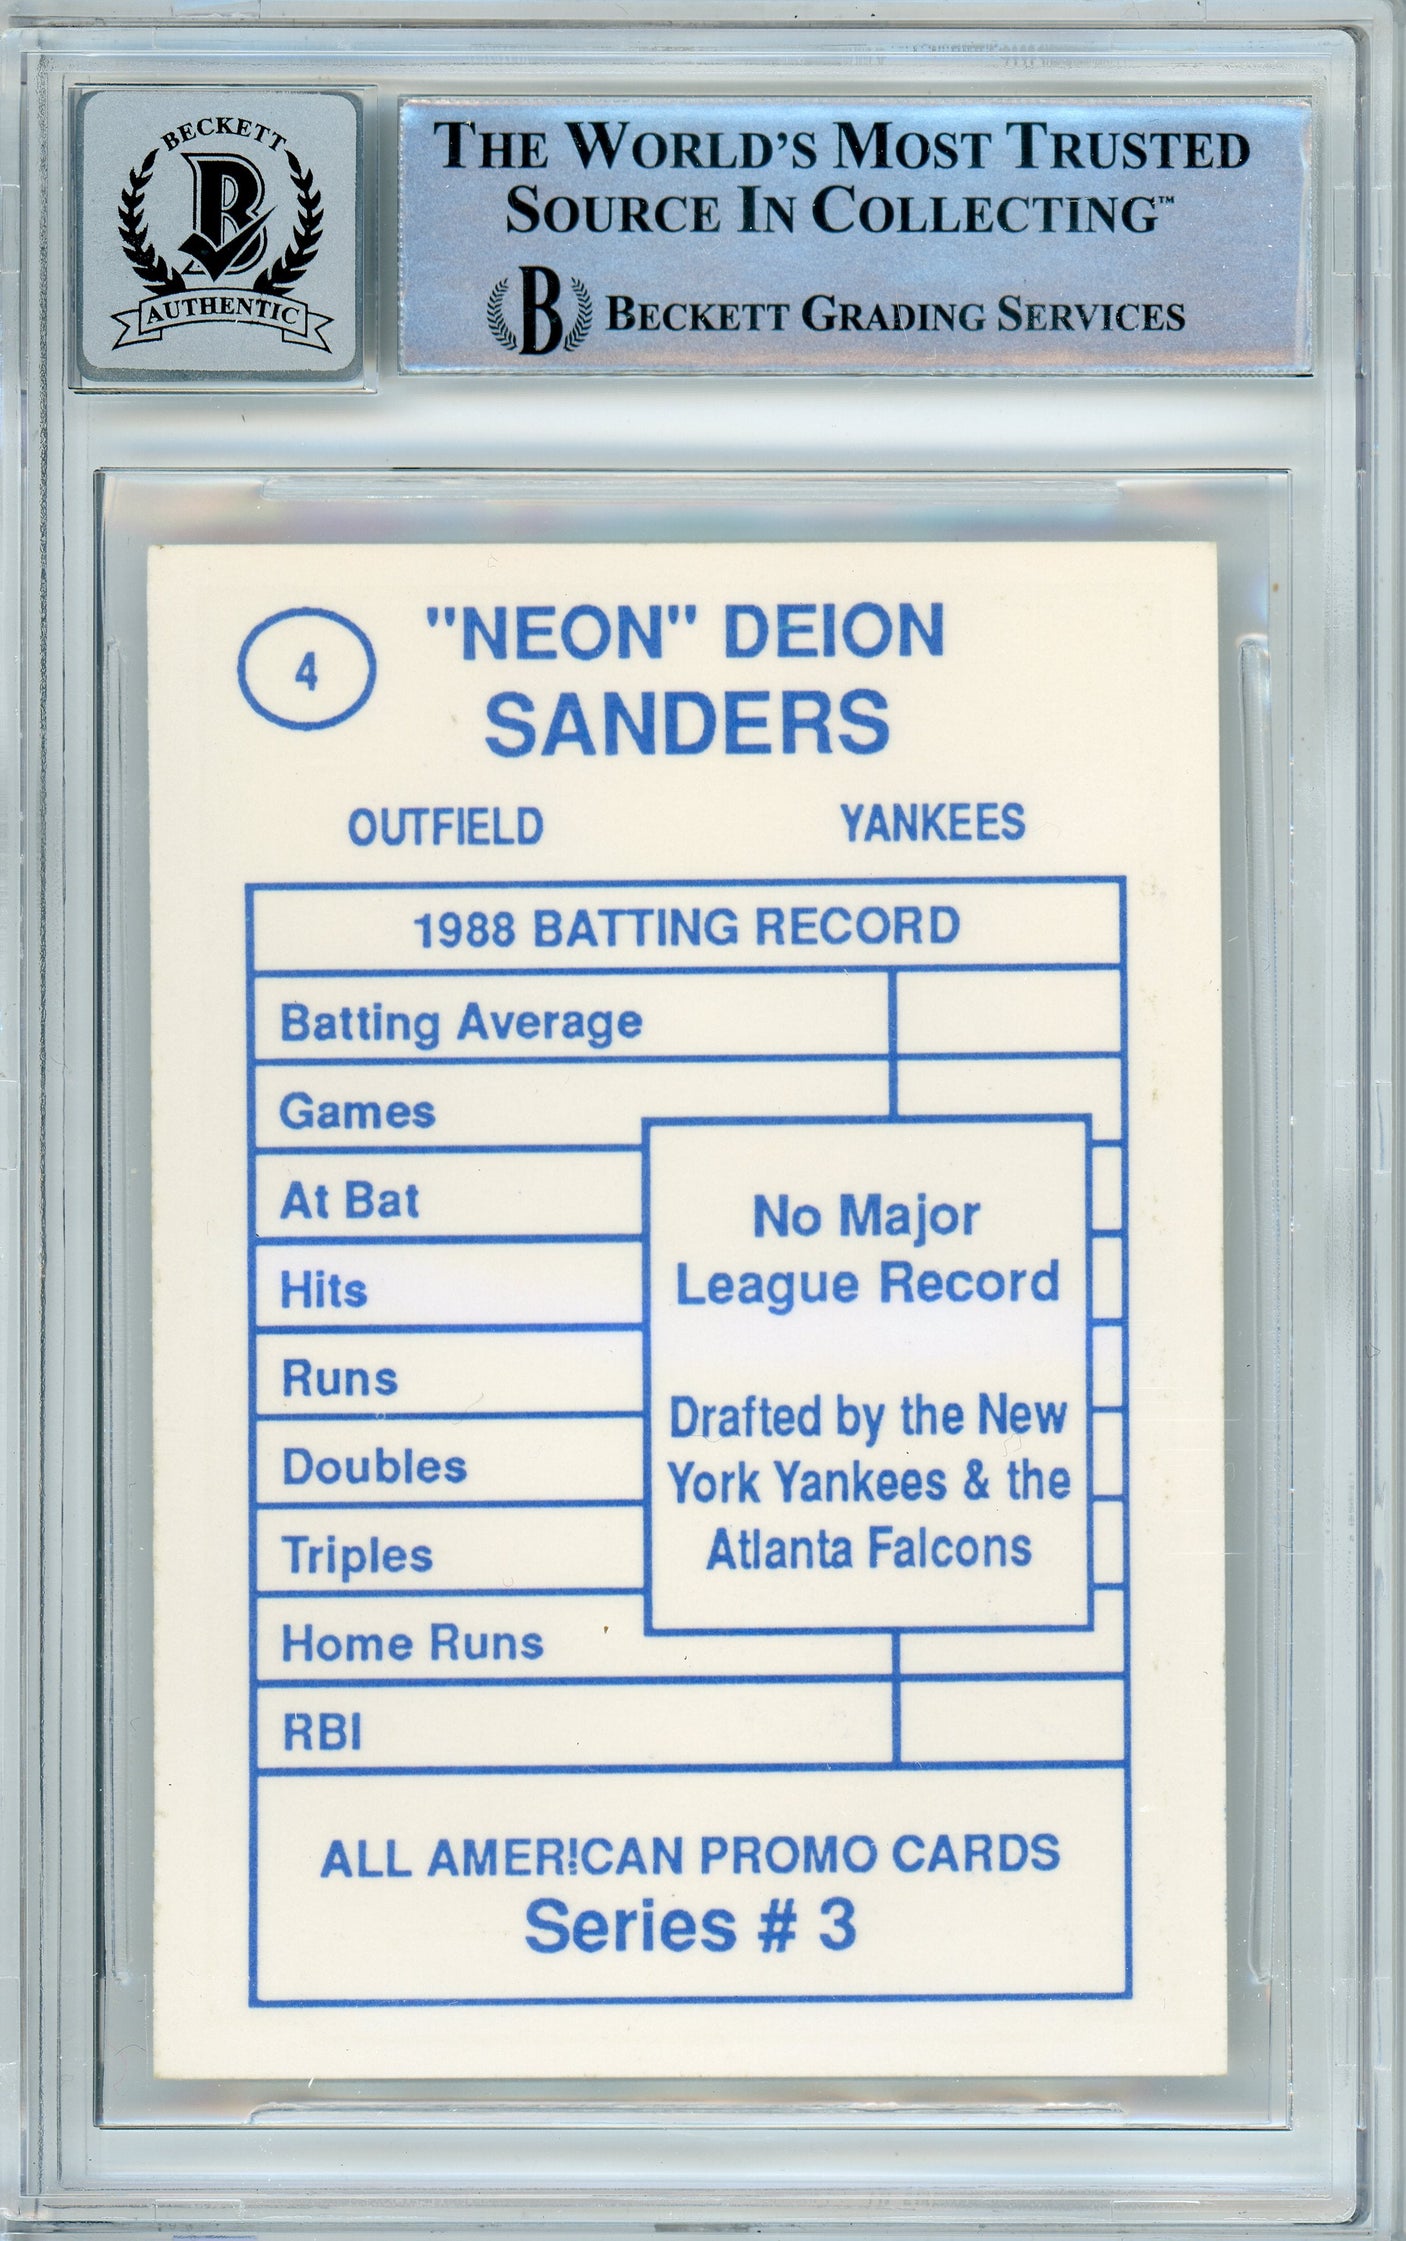 BECKETT
B
AUTHENTIC
THE WORLD'S MOST TRUSTED
SOURCE IN COLLECTING™
B BECKETT GRADING SERVICES
4
"NEON" DEION
SANDERS
OUTFIELD YANKEES
1988 BATTING RECORD
Batting Average
Games
At Bat
Hits
Runs
Doubles
Triples
Home Runs
RBI
No Major
League Record
Drafted by the New
York Yankees & the
Atlanta Falcons
ALL AMER!CAN PROMO CARDS
Series # 3